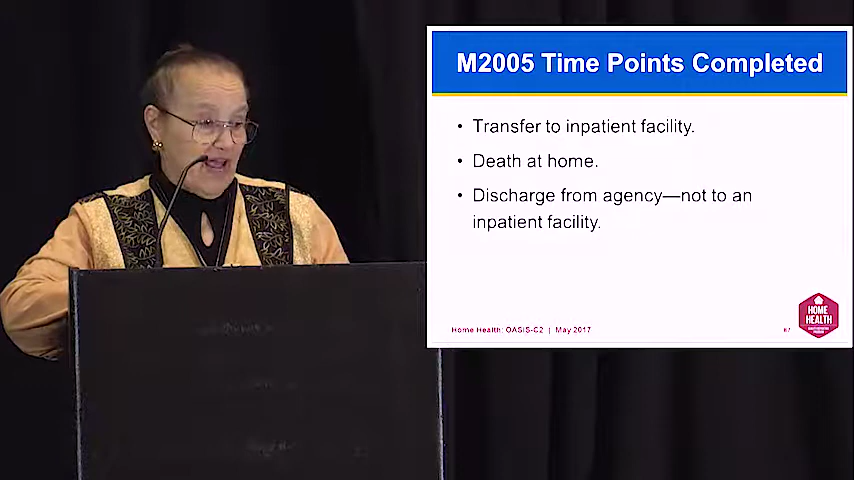 M2005 Time Points Completed
• Transfer to inpatient facility.
• Death at home.
• Discharge from agency—not to an
inpatient facility.
Home Health: OASIS-C2 | May 2017
67
HOME
HEALTH